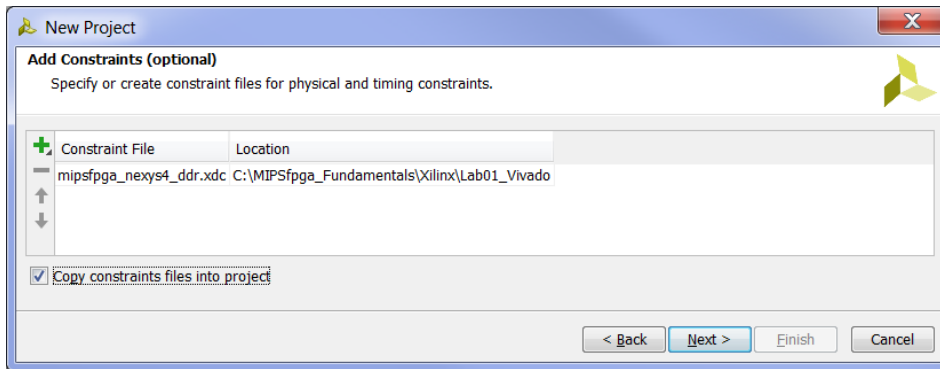 New Project
Add Constraints (optional)
Specify or create constraint files for physical and timing constraints.
Constraint File Location
mipsfpga_nexys4_ddr.xdc C:\MIPSfpga_Fundamentals\Xilinx\Lab01_Vivado
Copy constraints files into project
< Back Next > Finish Cancel